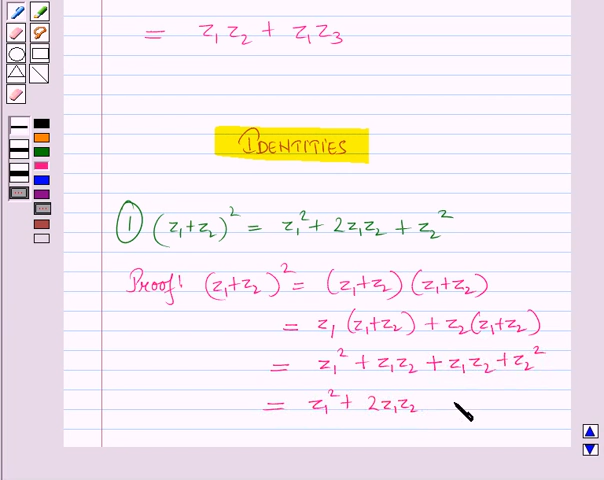 = z₁z₂ + z₁z₃
IDENTITIES
① (z₁+z₂)² = z₁² + 2z₁z₂ + z₂²
Proof: (z₁+z₂)² = (z₁+z₂)(z₁+z₂)
= z₁(z₁+z₂) + z₂(z₁+z₂)
= z₁² + z₁z₂ + z₁z₂ + z₂²
= z₁² + 2z₁z₂